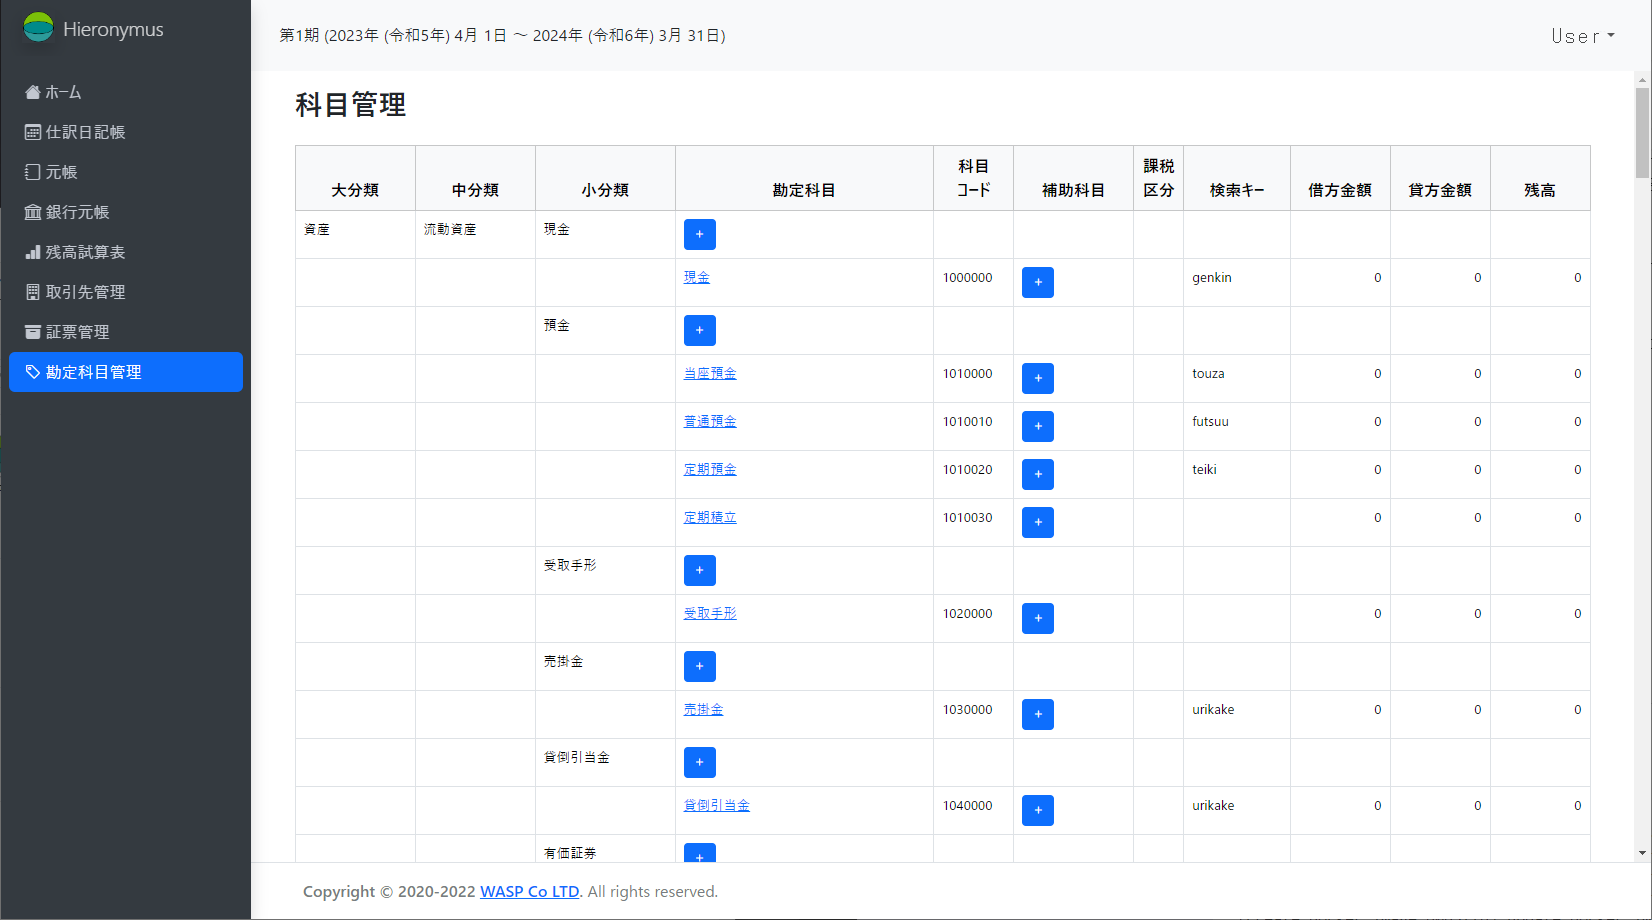 Hieronymus
第1期 (2023年 (令和5年) 4月 1日 ～ 2024年 (令和6年) 3月 31日)
User
ホーム
仕訳日記帳
元帳
銀行元帳
残高試算表
取引先管理
証票管理
勘定科目管理
科目管理
大分類 中分類 小分類 勘定科目 科目コード 補助科目 課税区分 検索キー 借方金額 貸方金額 残高
資産 流動資産 現金 +
現金 1000000 + genkin 0 0 0
預金 +
当座預金 1010000 + touza 0 0 0
普通預金 1010010 + futsuu 0 0 0
定期預金 1010020 + teiki 0 0 0
定期積立 1010030 + 0 0 0
受取手形 +
受取手形 1020000 + 0 0 0
売掛金 +
売掛金 1030000 + urikake 0 0 0
貸倒引当金 +
貸倒引当金 1040000 + urikake 0 0 0
有価証券 +
Copyright © 2020-2022 WASP Co LTD. All rights reserved.